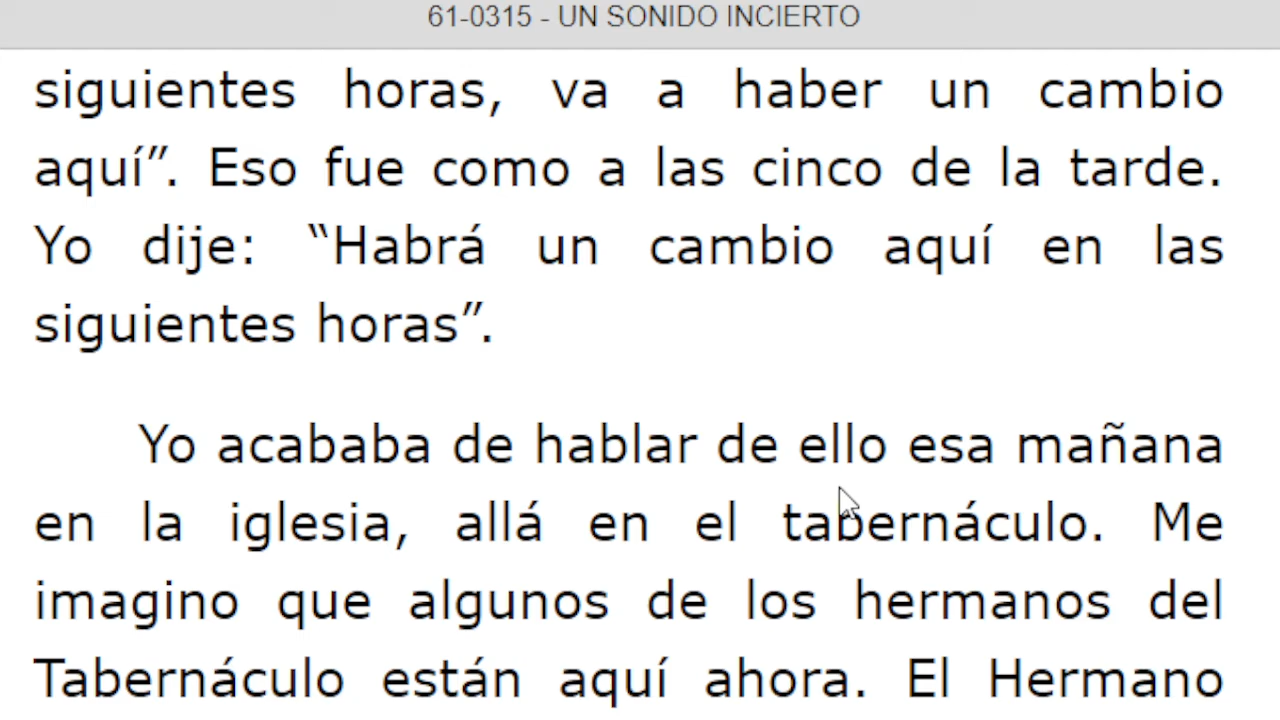 61-0315 - UN SONIDO INCIERTO
siguientes horas, va a haber un cambio
aquí”. Eso fue como a las cinco de la tarde.
Yo dije: “Habrá un cambio aquí en las
siguientes horas”.
Yo acababa de hablar de ello esa mañana
en la iglesia, allá en el tabernáculo. Me
imagino que algunos de los hermanos del
Tabernáculo están aquí ahora. El Hermano